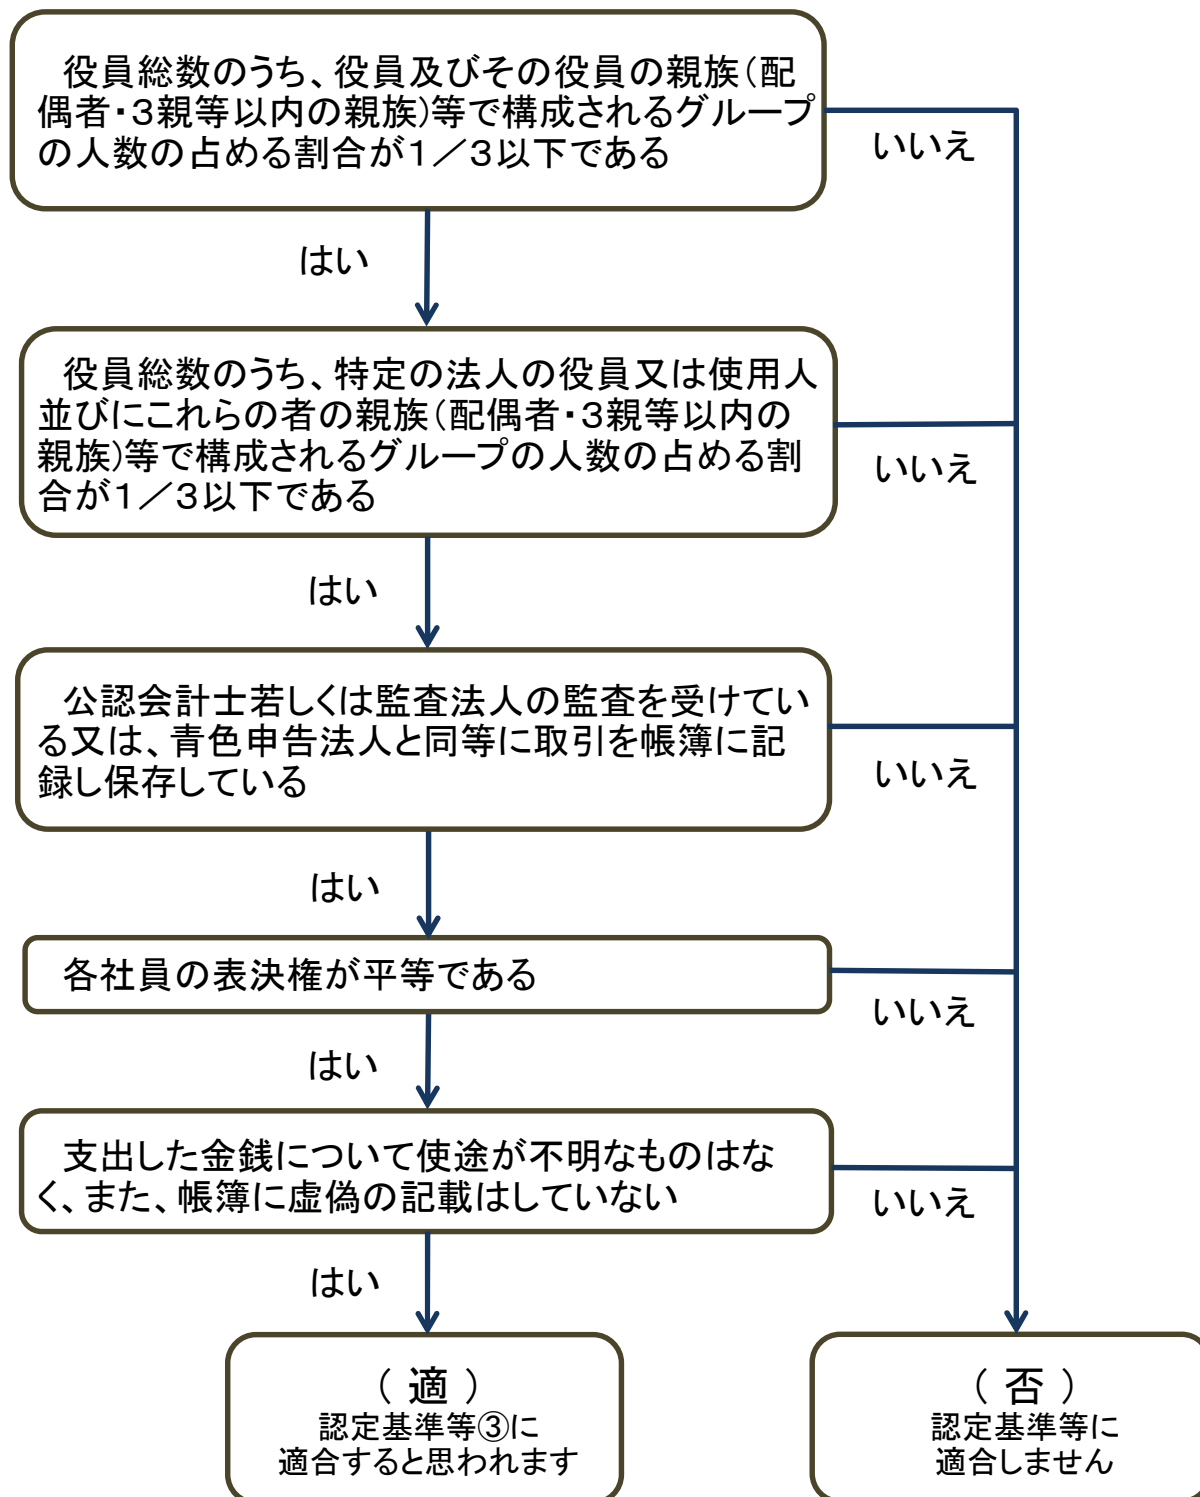 役員総数のうち、役員及びその役員の親族(配
偶者・3親等以内の親族)等で構成されるグループ
の人数の占める割合が1/3以下である
いいえ
はい
役員総数のうち、特定の法人の役員又は使用人
並びにこれらの者の親族(配偶者・3親等以内の
親族)等で構成されるグループの人数の占める割
合が1/3以下である
いいえ
はい
公認会計士若しくは監査法人の監査を受けてい
る又は、青色申告法人と同等に取引を帳簿に記
録し保存している
いいえ
はい
各社員の表決権が平等である
いいえ
はい
支出した金銭について使途が不明なものはな
く、また、帳簿に虚偽の記載はしていない
いいえ
はい
(適)
認定基準等③に
適合すると思われます
(否)
認定基準等に
適合しません